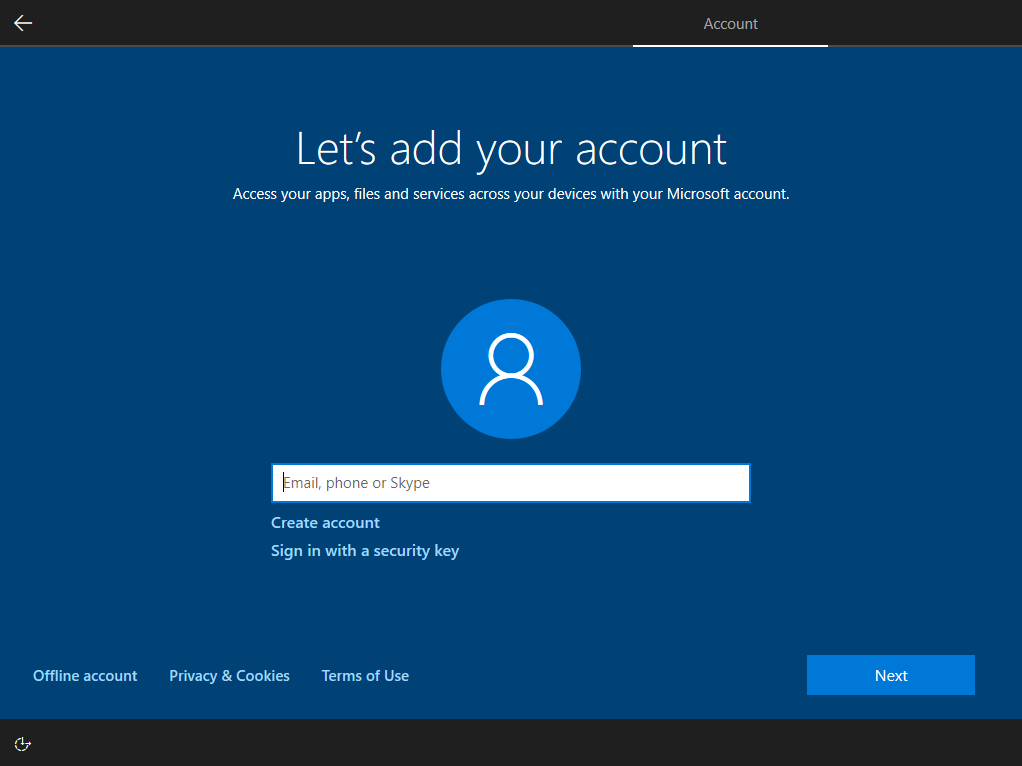 Account
Let’s add your account
Access your apps, files and services across your devices with your Microsoft account.
Email, phone or Skype
Create account
Sign in with a security key
Offline account
Privacy & Cookies
Terms of Use
Next